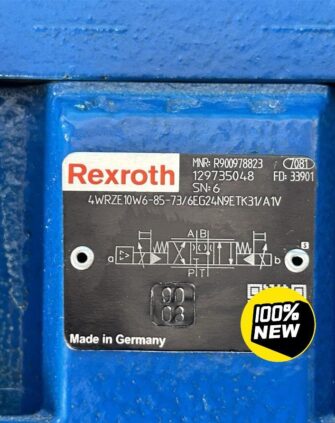 Rexroth
MNR: R900978823 7081
129735048 FD: 33901
SN: 6
4WRZE10W6-85-73/6EG24N9ETK31/A1V
A B
a b
P T
S
Made in Germany
100%
NEW